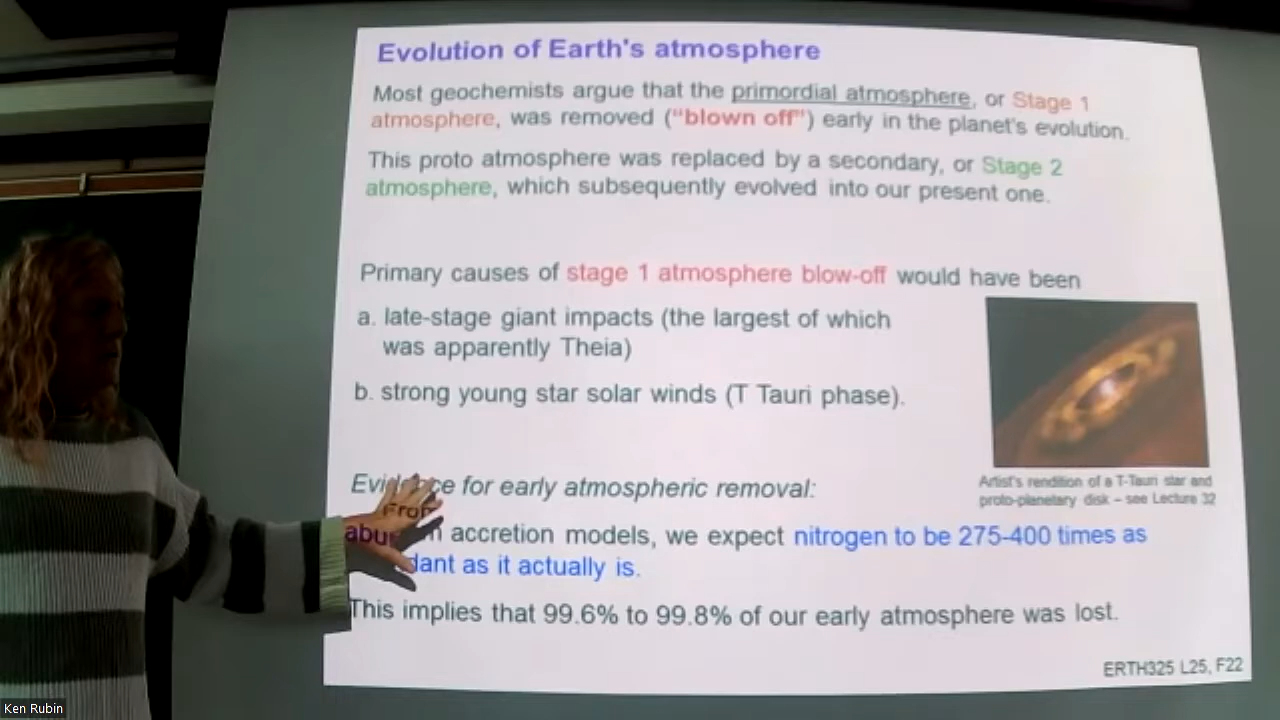 Evolution of Earth's atmosphere
Most geochemists argue that the primordial atmosphere, or Stage 1
atmosphere, was removed ("blown off") early in the planet's evolution.
This proto atmosphere was replaced by a secondary, or Stage 2
atmosphere, which subsequently evolved into our present one.
Primary causes of stage 1 atmosphere blow-off would have been
a. late-stage giant impacts (the largest of which
was apparently Theia)
b. strong young star solar winds (T Tauri phase).
Artist's rendition of a T-Tauri star and
proto-planetary disk – see Lecture 32
for early atmospheric removal:
From accretion models, we expect nitrogen to be 275-400 times as
abundant as it actually is.
This implies that 99.6% to 99.8% of our early atmosphere was lost.
ERTH325 L25, F22
Ken Rubin